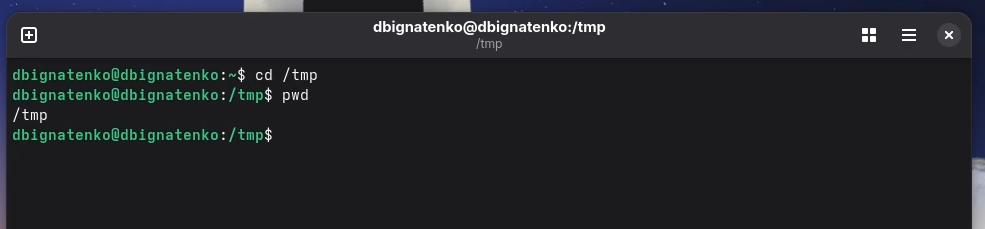 dbignatenko@dbignatenko:/tmp
/tmp
dbignatenko@dbignatenko:~$ cd /tmp
dbignatenko@dbignatenko:/tmp$ pwd
/tmp
dbignatenko@dbignatenko:/tmp$